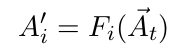 $A'_i = F_i(\vec{A}_t)$